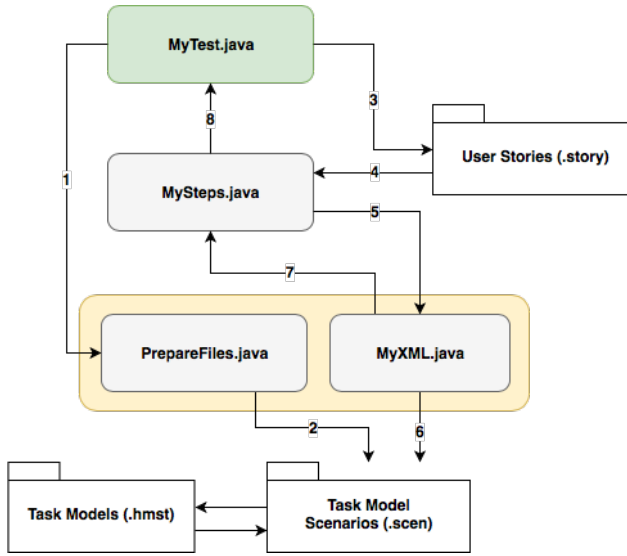 MyTest.java
3
8
User Stories (.story)
4
1
MySteps.java
5
7
PrepareFiles.java
MyXML.java
2
6
Task Models (.hmst)
Task Model
Scenarios (.scen)